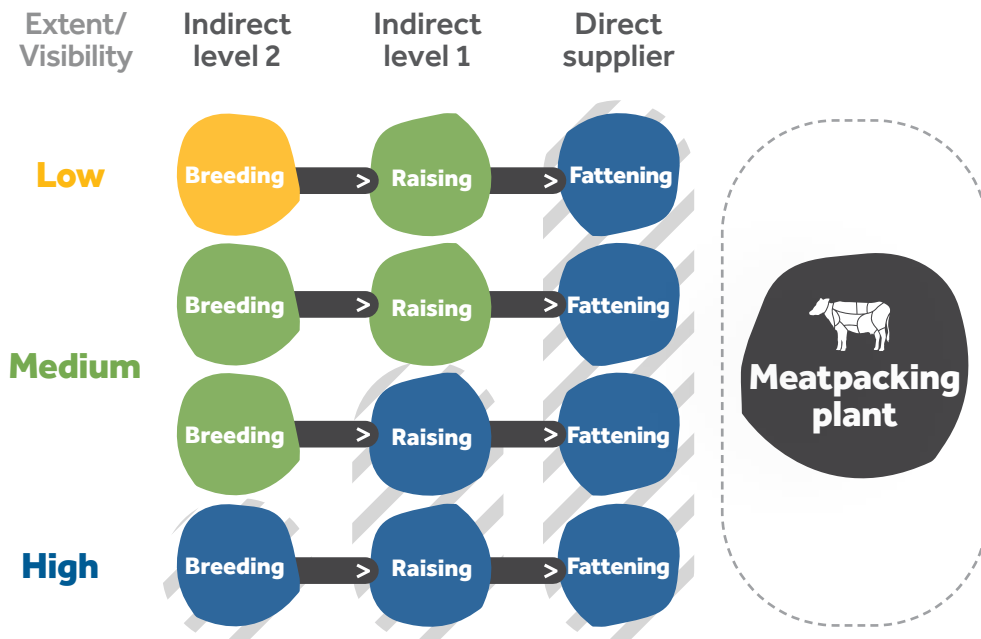 Extent/
Visibility
Indirect
level 2
Indirect
level 1
Direct
supplier
Low
Breeding > Raising > Fattening
Breeding > Raising > Fattening
Medium
Breeding > Raising > Fattening
High
Breeding > Raising > Fattening
Meatpacking
plant